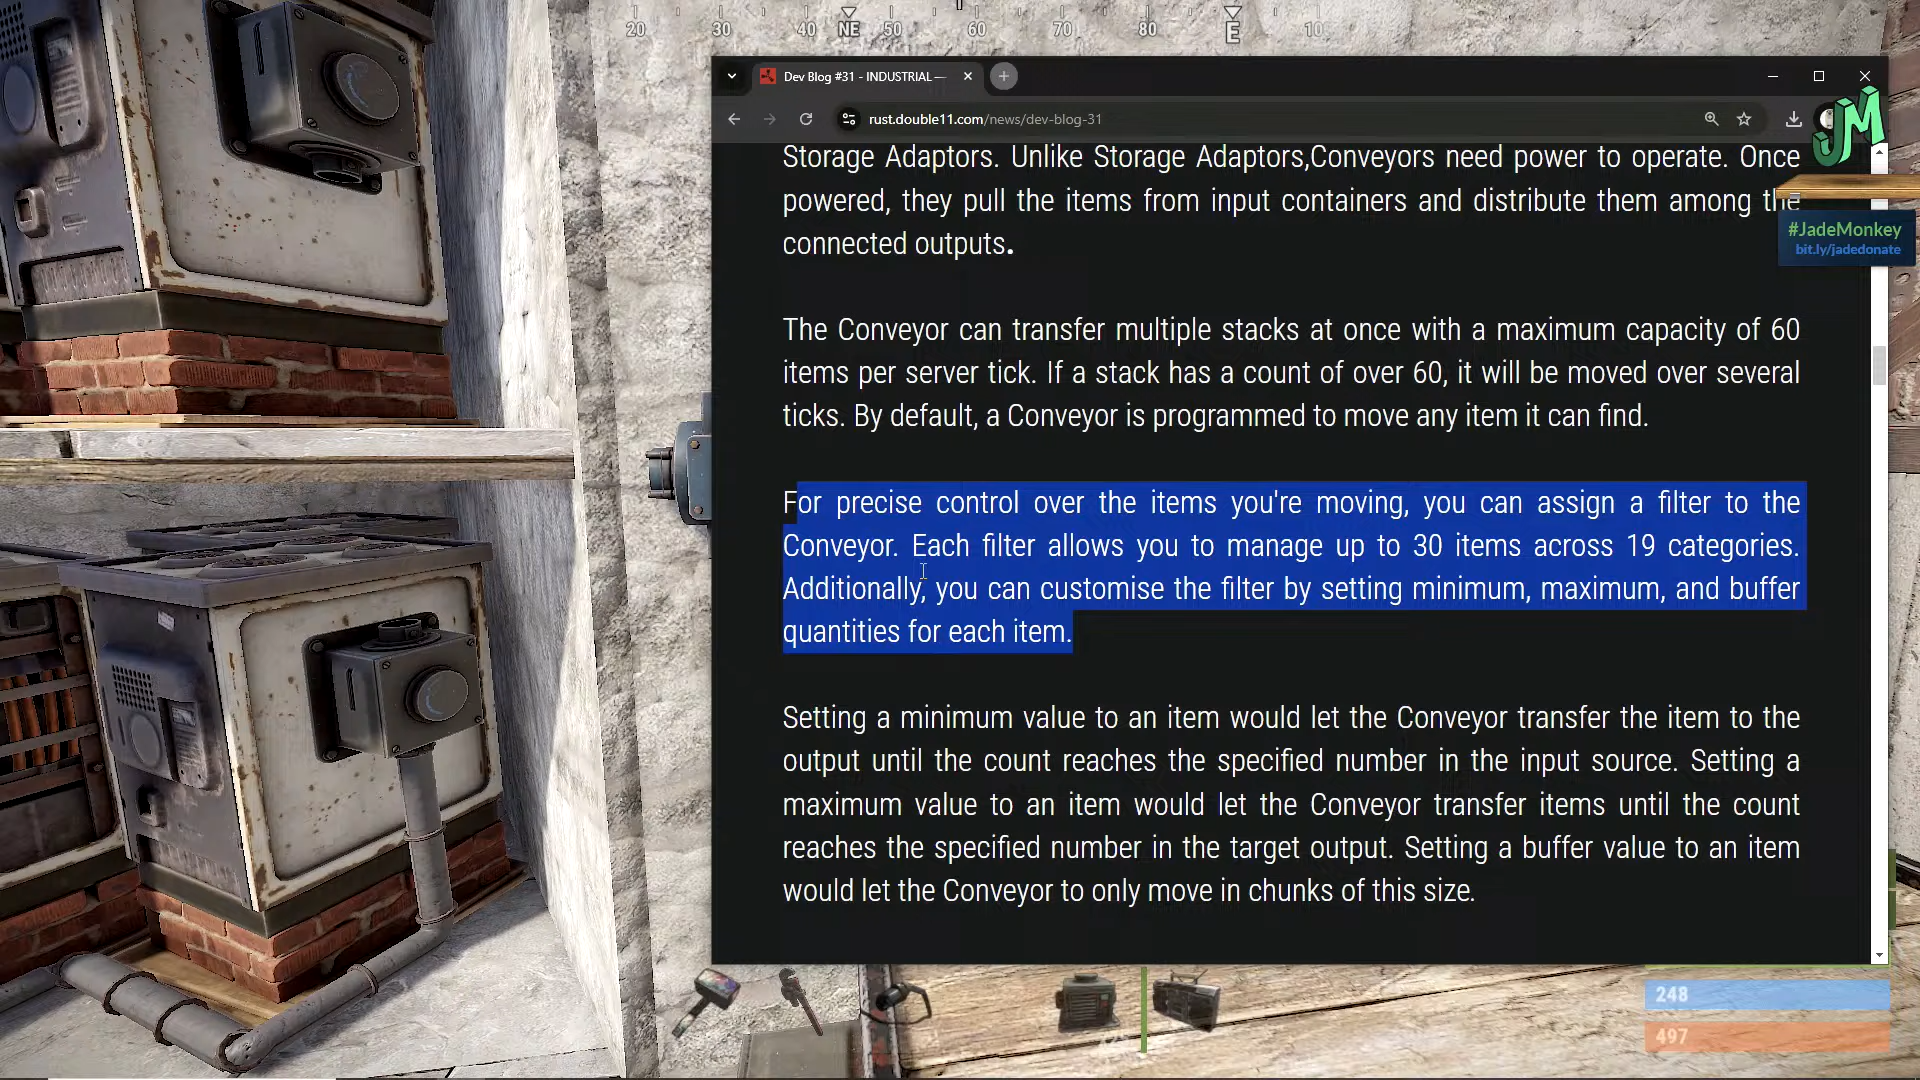 20 30 40 NE 50 60 70 80 E 10
Dev Blog #31 - INDUSTRIAL —
rust.double11.com/news/dev-blog-31
JM
Storage Adaptors. Unlike Storage Adaptors,Conveyors need power to operate. Once
powered, they pull the items from input containers and distribute them among the
connected outputs.
#JadeMonkey
bit.ly/jadedonate
The Conveyor can transfer multiple stacks at once with a maximum capacity of 60
items per server tick. If a stack has a count of over 60, it will be moved over several
ticks. By default, a Conveyor is programmed to move any item it can find.
For precise control over the items you're moving, you can assign a filter to the
Conveyor. Each filter allows you to manage up to 30 items across 19 categories.
Additionally, you can customise the filter by setting minimum, maximum, and buffer
quantities for each item.
Setting a minimum value to an item would let the Conveyor transfer the item to the
output until the count reaches the specified number in the input source. Setting a
maximum value to an item would let the Conveyor transfer items until the count
reaches the specified number in the target output. Setting a buffer value to an item
would let the Conveyor to only move in chunks of this size.
248
497